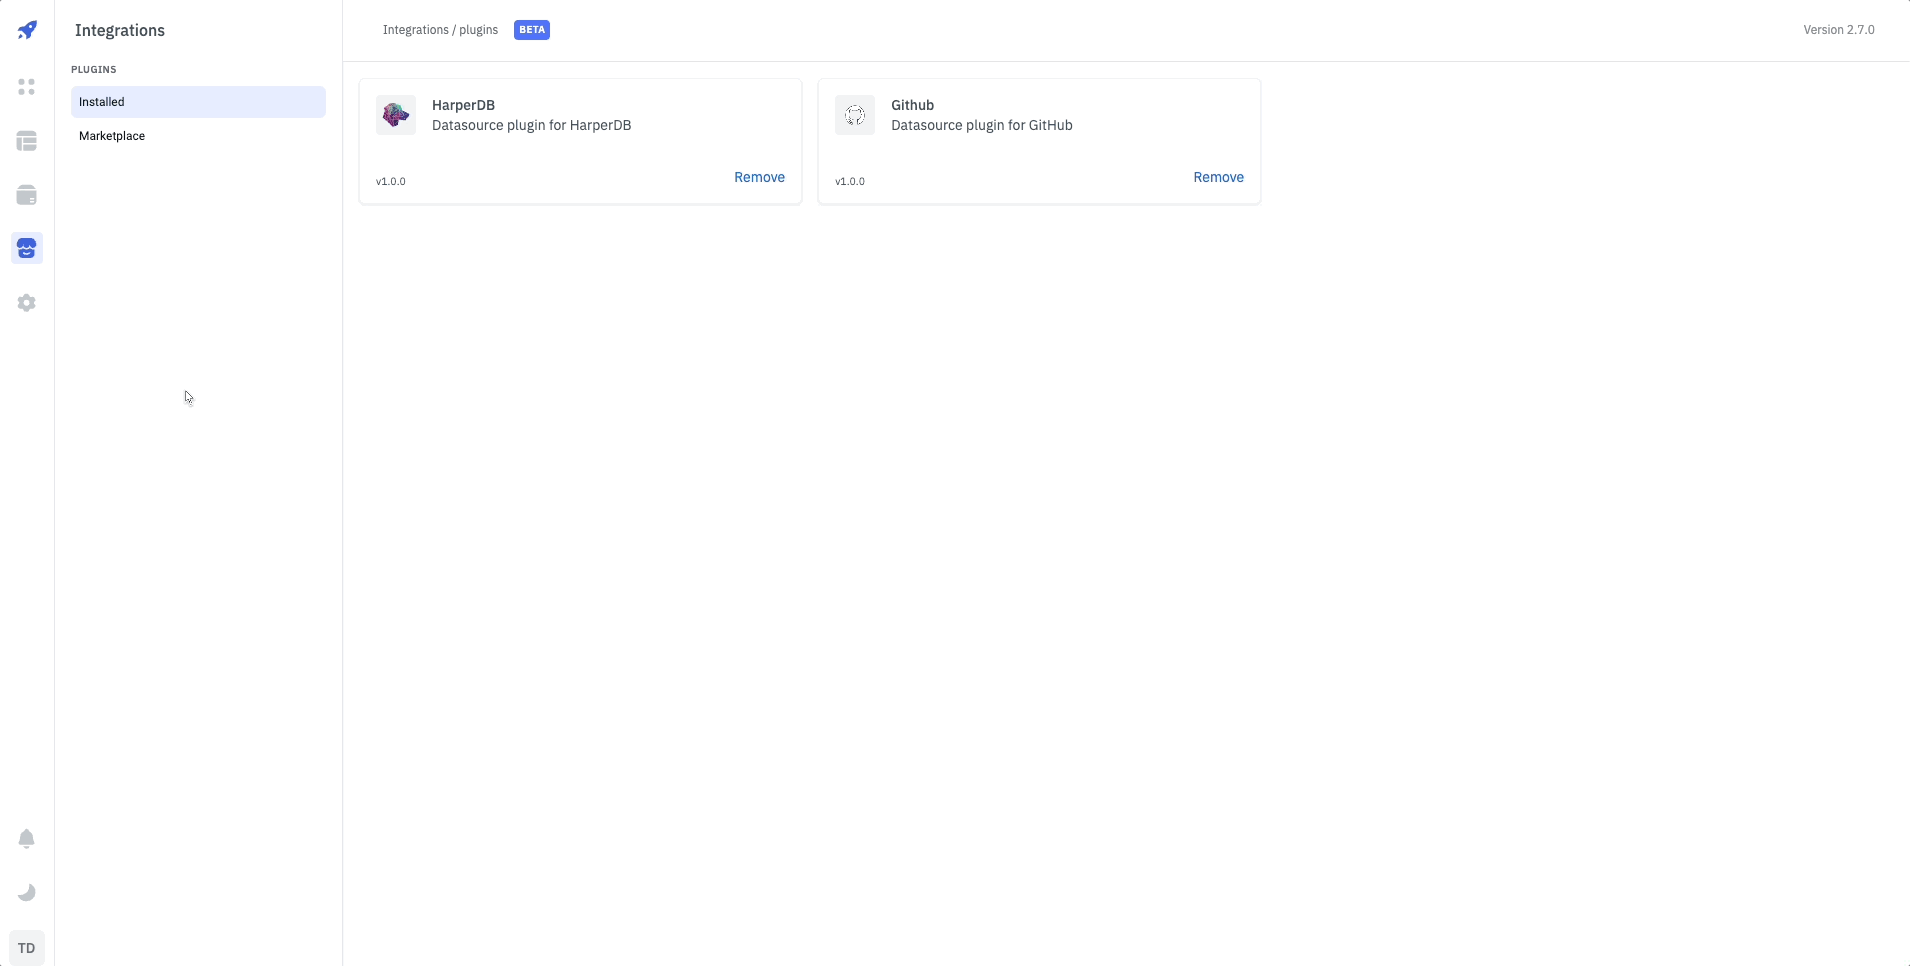 Integrations
PLUGINS
Installed
Marketplace
TD
Integrations / plugins BETA
Version 2.7.0
HarperDB
Datasource plugin for HarperDB
v1.0.0
Remove
Github
Datasource plugin for GitHub
v1.0.0
Remove